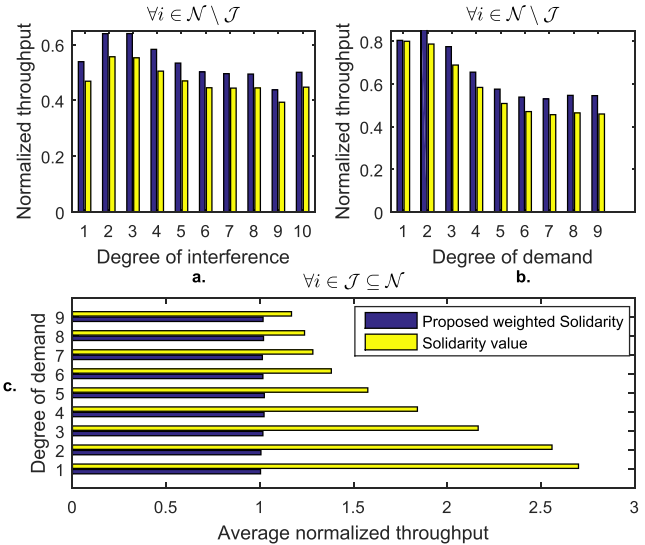 ∀i ∈ 𝒩 \ 𝒥
Normalized throughput
0.6
0.4
0.2
0
1 2 3 4 5 6 7 8 9 10
Degree of interference
a.
∀i ∈ 𝒩 \ 𝒥
Normalized throughput
0.8
0.6
0.4
0.2
0
1 2 3 4 5 6 7 8 9
Degree of demand
b.
∀i ∈ 𝒥 ⊆ 𝒩
c.
Degree of demand
9
8
7
6
5
4
3
2
1
Proposed weighted Solidarity
Solidarity value
0 0.5 1 1.5 2 2.5 3
Average normalized throughput